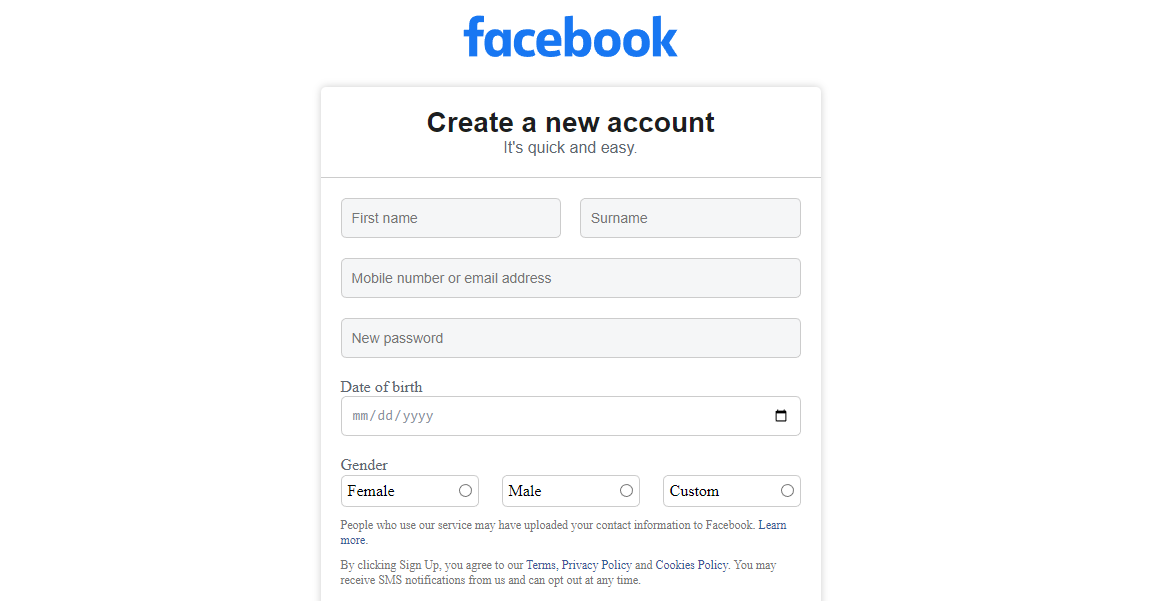 facebook
Create a new account
It's quick and easy.
First name
Surname
Mobile number or email address
New password
Date of birth
mm/dd/yyyy
Gender
Female
Male
Custom
People who use our service may have uploaded your contact information to Facebook. Learn
more.
By clicking Sign Up, you agree to our Terms, Privacy Policy and Cookies Policy. You may
receive SMS notifications from us and can opt out at any time.